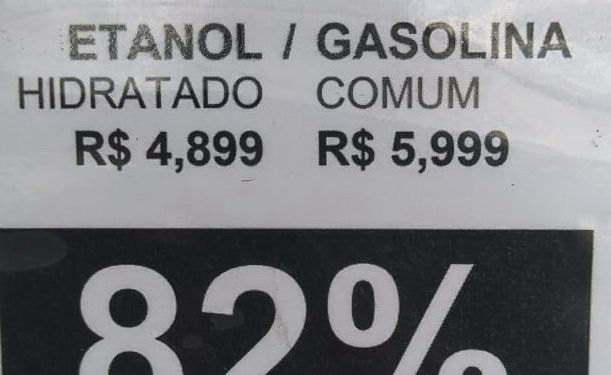 ETANOL / GASOLINA
HIDRATADO COMUM
R$ 4,899 R$ 5,999
82%